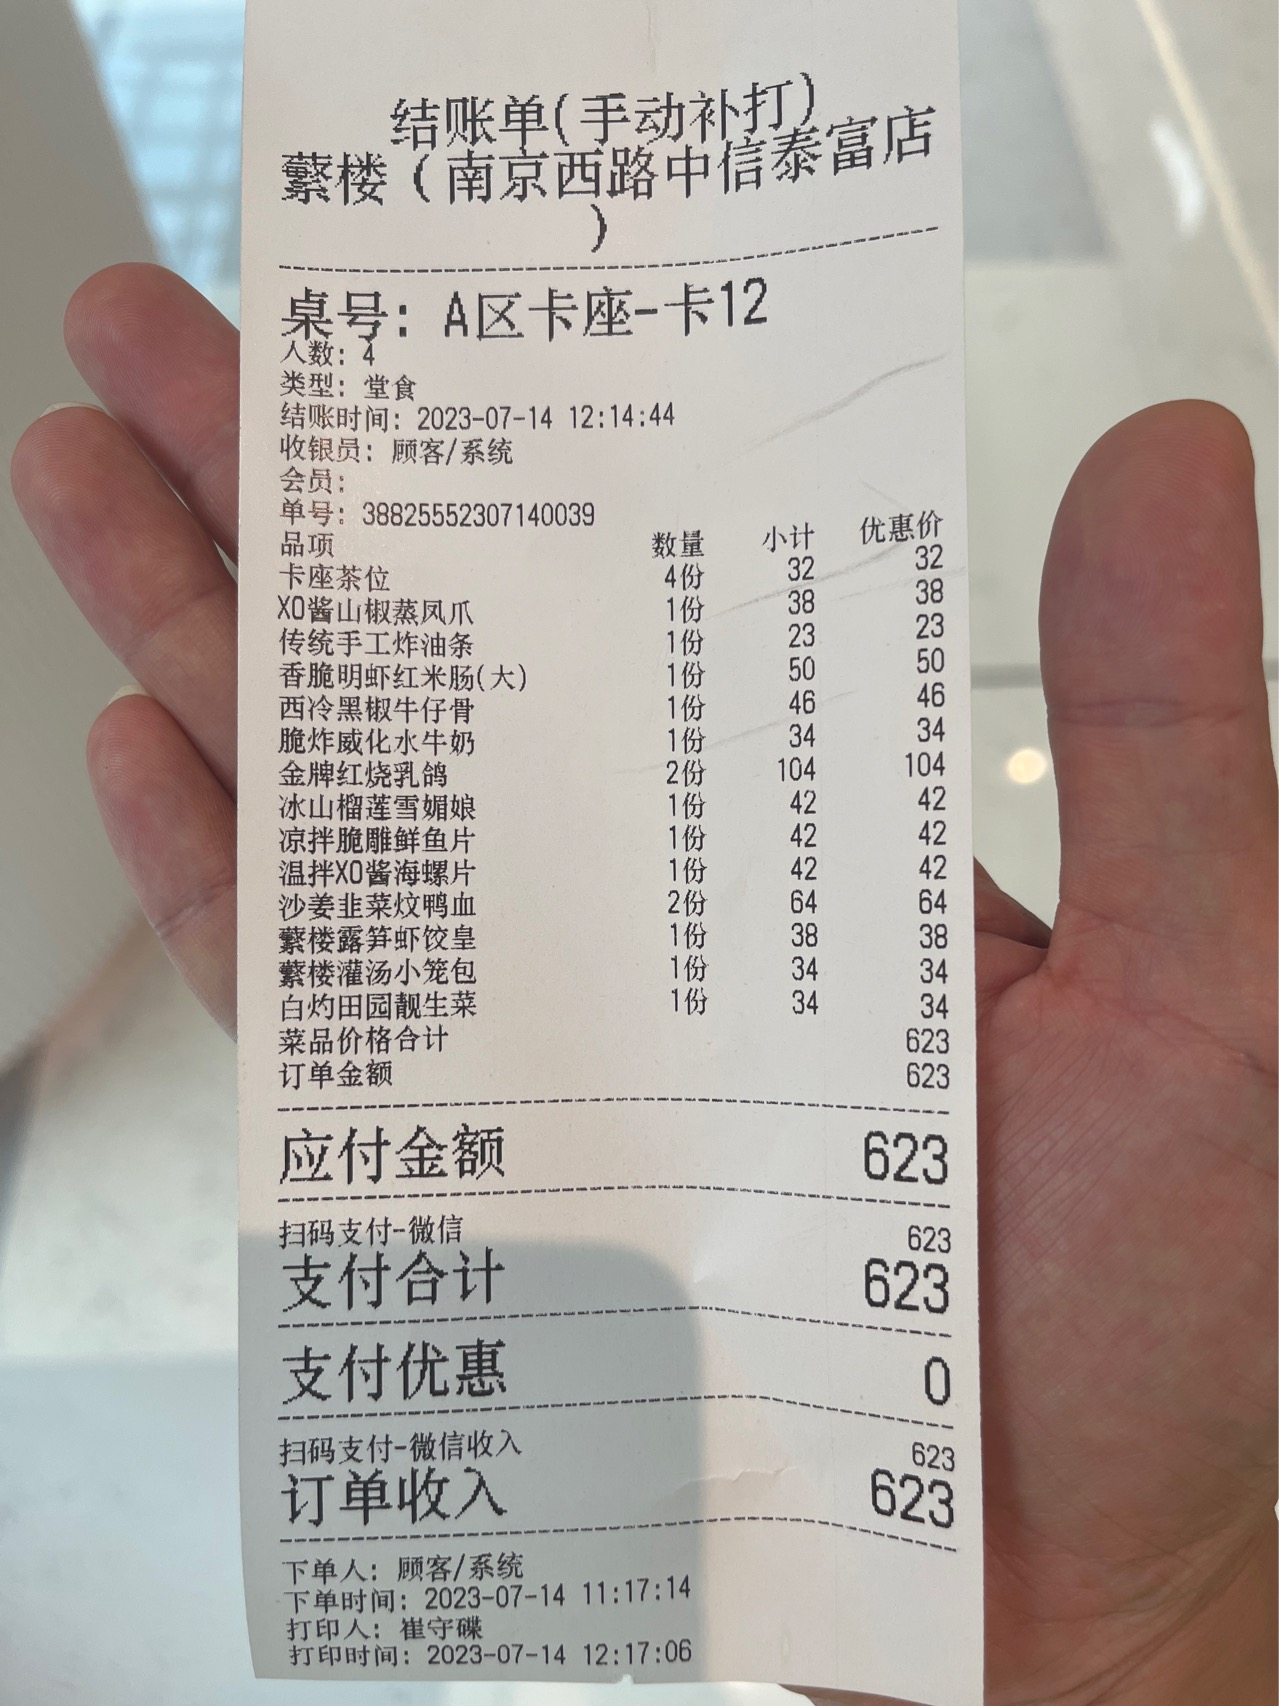 结账单(手动补打)
蘩楼（南京西路中信泰富店
）
桌号: A区卡座-卡12
人数: 4
类型: 堂食
结账时间: 2023-07-14 12:14:44
收银员: 顾客/系统
会员:
单号: 38825552307140039
品项 数量 小计 优惠价
卡座茶位 4份 32 32
XO酱山椒蒸凤爪 1份 38 38
传统手工炸油条 1份 23 23
香脆明虾红米肠(大) 1份 50 50
西冷黑椒牛仔骨 1份 46 46
脆炸威化水牛奶 1份 34 34
金牌红烧乳鸽 2份 104 104
冰山榴莲雪媚娘 1份 42 42
凉拌脆雕鲜鱼片 1份 42 42
温拌XO酱海螺片 1份 42 42
沙姜韭菜炆鸭血 2份 64 64
蘩楼露笋虾饺皇 1份 38 38
蘩楼灌汤小笼包 1份 34 34
白灼田园靓生菜 1份 34 34
菜品价格合计 623
订单金额 623
应付金额 623
扫码支付-微信 623
支付合计 623
支付优惠 0
扫码支付-微信收入 623
订单收入 623
下单人: 顾客/系统
下单时间: 2023-07-14 11:17:14
打印人: 崔守碟
打印时间: 2023-07-14 12:17:06